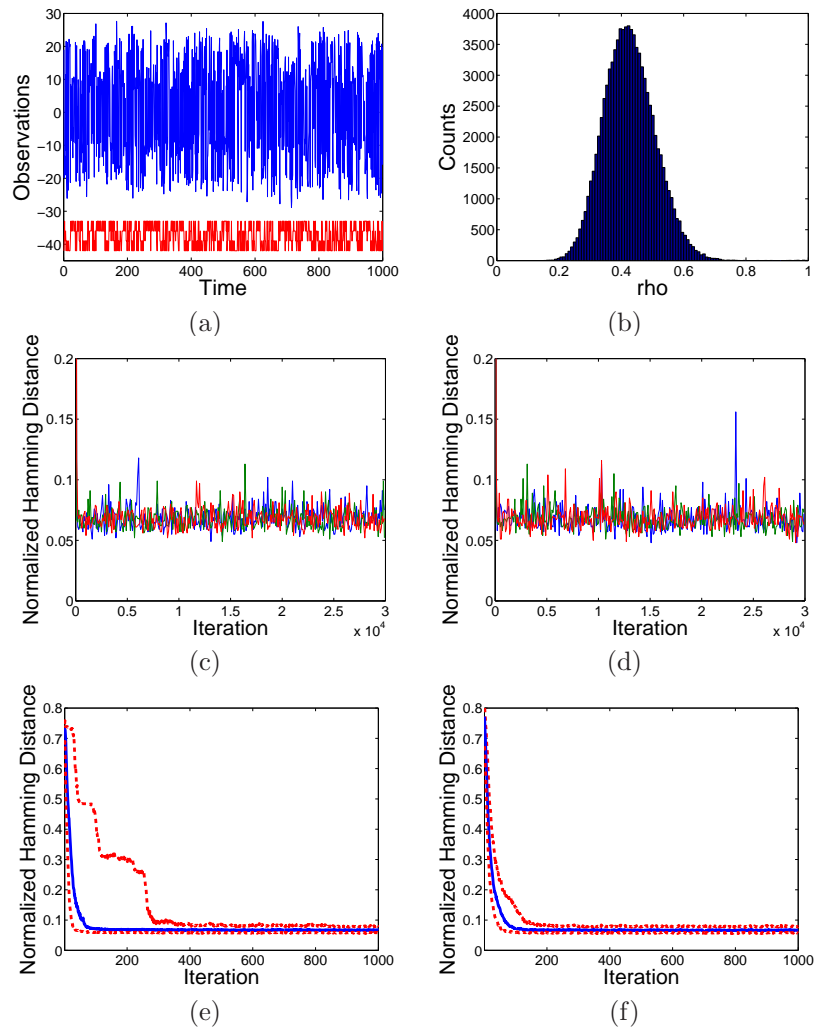 30
20
10
0
−10
−20
−30
−40
Observations
0 200 400 600 800 1000
Time
(a)
4000
3500
3000
2500
2000
1500
1000
500
0
Counts
0 0.2 0.4 0.6 0.8 1
rho
(b)
0.2
0.15
0.1
0.05
0
Normalized Hamming Distance
0 0.5 1 1.5 2 2.5 3
x 10^4
Iteration
(c)
0.2
0.15
0.1
0.05
0
Normalized Hamming Distance
0 0.5 1 1.5 2 2.5 3
x 10^4
Iteration
(d)
0.8
0.7
0.6
0.5
0.4
0.3
0.2
0.1
0
Normalized Hamming Distance
200 400 600 800 1000
Iteration
(e)
0.8
0.7
0.6
0.5
0.4
0.3
0.2
0.1
0
Normalized Hamming Distance
200 400 600 800 1000
Iteration
(f)